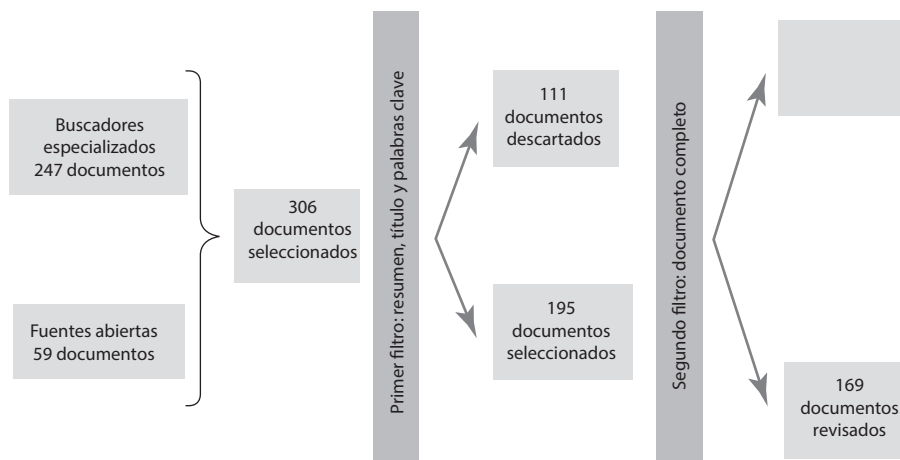 Buscadores
especializados
247 documentos
Fuentes abiertas
59 documentos
306
documentos
seleccionados
Primer filtro: resumen, título y palabras clave
111
documentos
descartados
195
documentos
seleccionados
Segundo filtro: documento completo
169
documentos
revisados